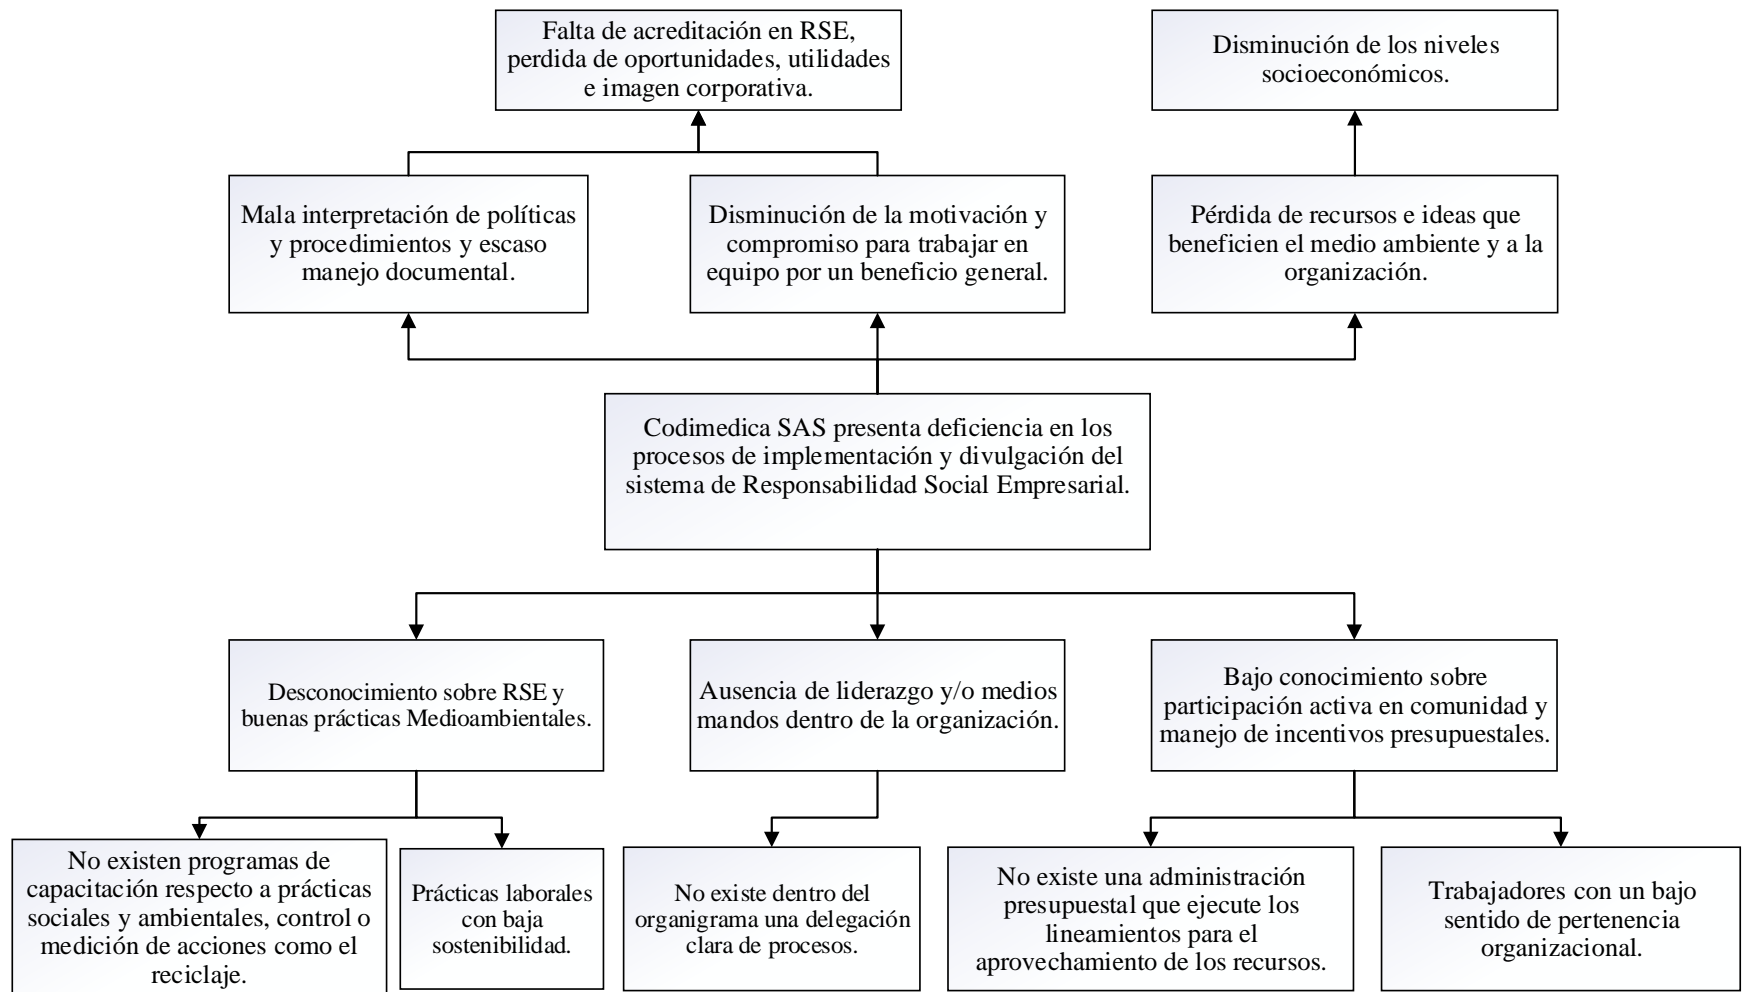 Falta de acreditación en RSE,
perdida de oportunidades, utilidades
e imagen corporativa.
Disminución de los niveles
socioeconómicos.
Mala interpretación de políticas
y procedimientos y escaso
manejo documental.
Disminución de la motivación y
compromiso para trabajar en
equipo por un beneficio general.
Pérdida de recursos e ideas que
beneficien el medio ambiente y a la
organización.
Codimedica SAS presenta deficiencia en los
procesos de implementación y divulgación del
sistema de Responsabilidad Social Empresarial.
Desconocimiento sobre RSE y
buenas prácticas Medioambientales.
Ausencia de liderazgo y/o medios
mandos dentro de la organización.
Bajo conocimiento sobre
participación activa en comunidad y
manejo de incentivos presupuestales.
No existen programas de
capacitación respecto a prácticas
sociales y ambientales, control o
medición de acciones como el
reciclaje.
Prácticas laborales
con baja
sostenibilidad.
No existe dentro del
organigrama una delegación
clara de procesos.
No existe una administración
presupuestal que ejecute los
lineamientos para el
aprovechamiento de los recursos.
Trabajadores con un bajo
sentido de pertenencia
organizacional.